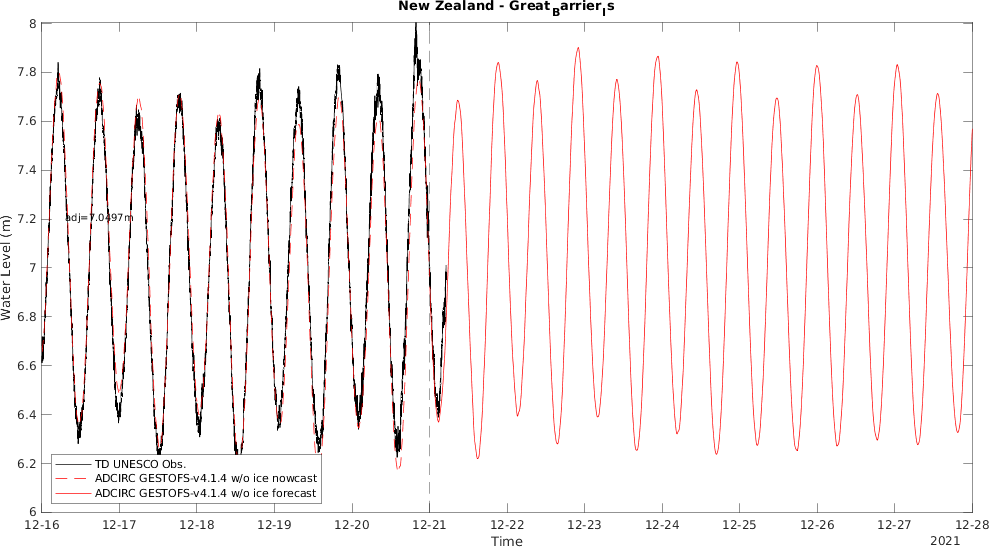 New Zealand - GreatBarrierIs
8
7.8
7.6
7.4
7.2
7
6.8
6.6
6.4
6.2
6
Water Level (m)
adj=7.0497m
TD UNESCO Obs.
ADCIRC GESTOFS-v4.1.4 w/o ice nowcast
ADCIRC GESTOFS-v4.1.4 w/o ice forecast
12-16 12-17 12-18 12-19 12-20 12-21 12-22 12-23 12-24 12-25 12-26 12-27 12-28
Time
2021